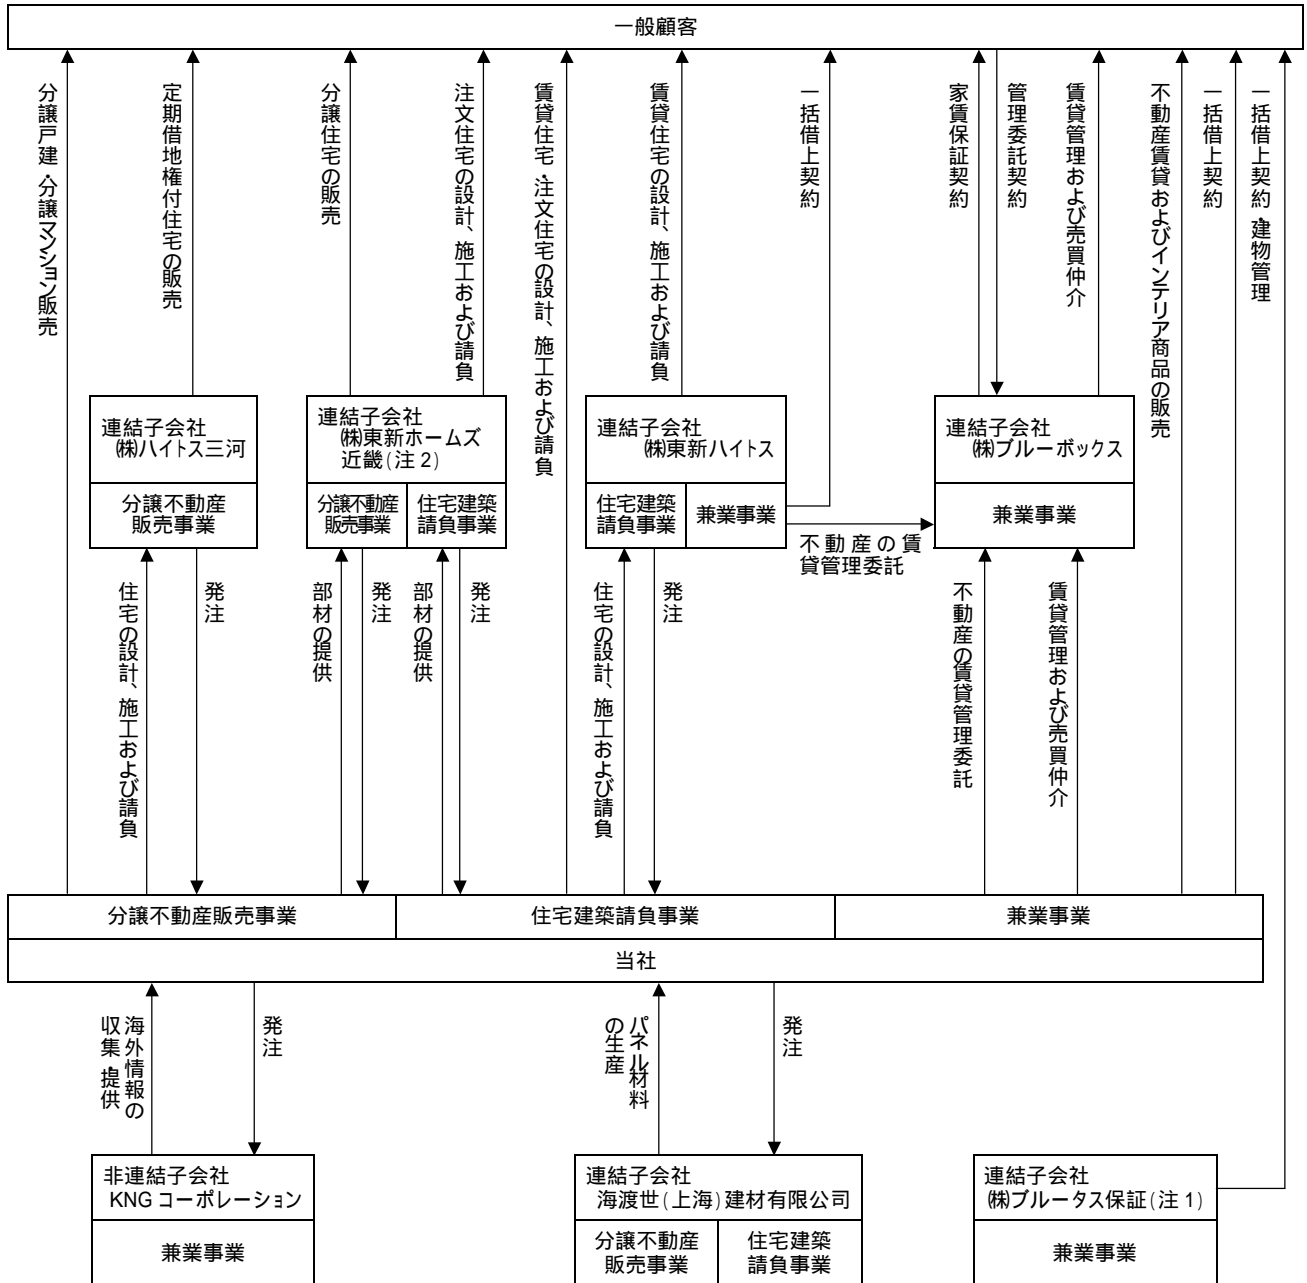 一般顧客
分譲戸建・分譲マンション販売
定期借地権付住宅の販売
分譲住宅の販売
注文住宅の設計、施工および請負
賃貸住宅・注文住宅の設計、施工および請負
賃貸住宅の設計、施工および請負
一括借上契約
家賃保証契約
管理委託契約
賃貸管理および売買仲介
不動産賃貸およびインテリア商品の販売
一括借上契約
一括借上契約・建物管理
連結子会社
㈱ハイトス三河
分譲不動産
販売事業
連結子会社
㈱東新ホームズ
近畿(注2)
分譲不動産
販売事業
住宅建築
請負事業
連結子会社
㈱東新ハイトス
住宅建築
請負事業
兼業事業
連結子会社
㈱ブルーボックス
兼業事業
不動産の賃
貸管理委託
住宅の設計、施工および請負
発注
部材の提供
発注
部材の提供
発注
住宅の設計、施工および請負
発注
不動産の賃貸管理委託
賃貸管理および売買仲介
分譲不動産販売事業
住宅建築請負事業
兼業事業
当社
海外情報の
収集・提供
発注
パネル材料
の生産
発注
非連結子会社
KNGコーポレーション
兼業事業
連結子会社
海渡世(上海)建材有限公司
分譲不動産
販売事業
住宅建築
請負事業
連結子会社
㈱ブルータス保証(注1)
兼業事業